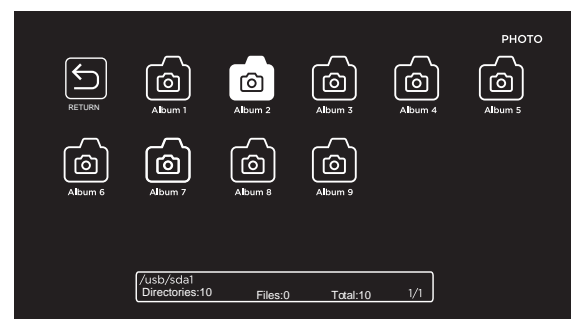 PHOTO
RETURN
Album 1
Album 2
Album 3
Album 4
Album 5
Album 6
Album 7
Album 8
Album 9
/usb/sda1
Directories:10 Files:0 Total:10 1/1